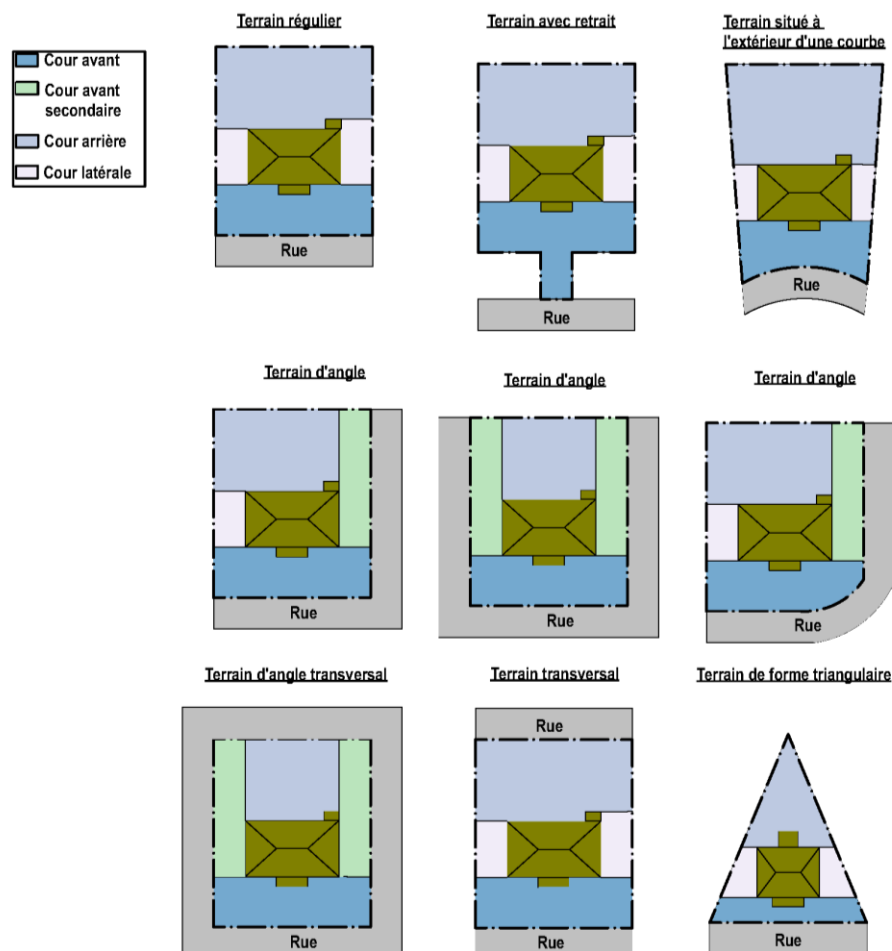 Terrain régulier
Terrain avec retrait
Terrain situé à
l'extérieur d'une courbe
Cour avant
Cour avant
secondaire
Cour arrière
Cour latérale
Rue
Rue
Rue
Terrain d'angle
Terrain d'angle
Terrain d'angle
Rue
Rue
Rue
Terrain d'angle transversal
Terrain transversal
Terrain de forme triangulaire
Rue
Rue
Rue
Rue